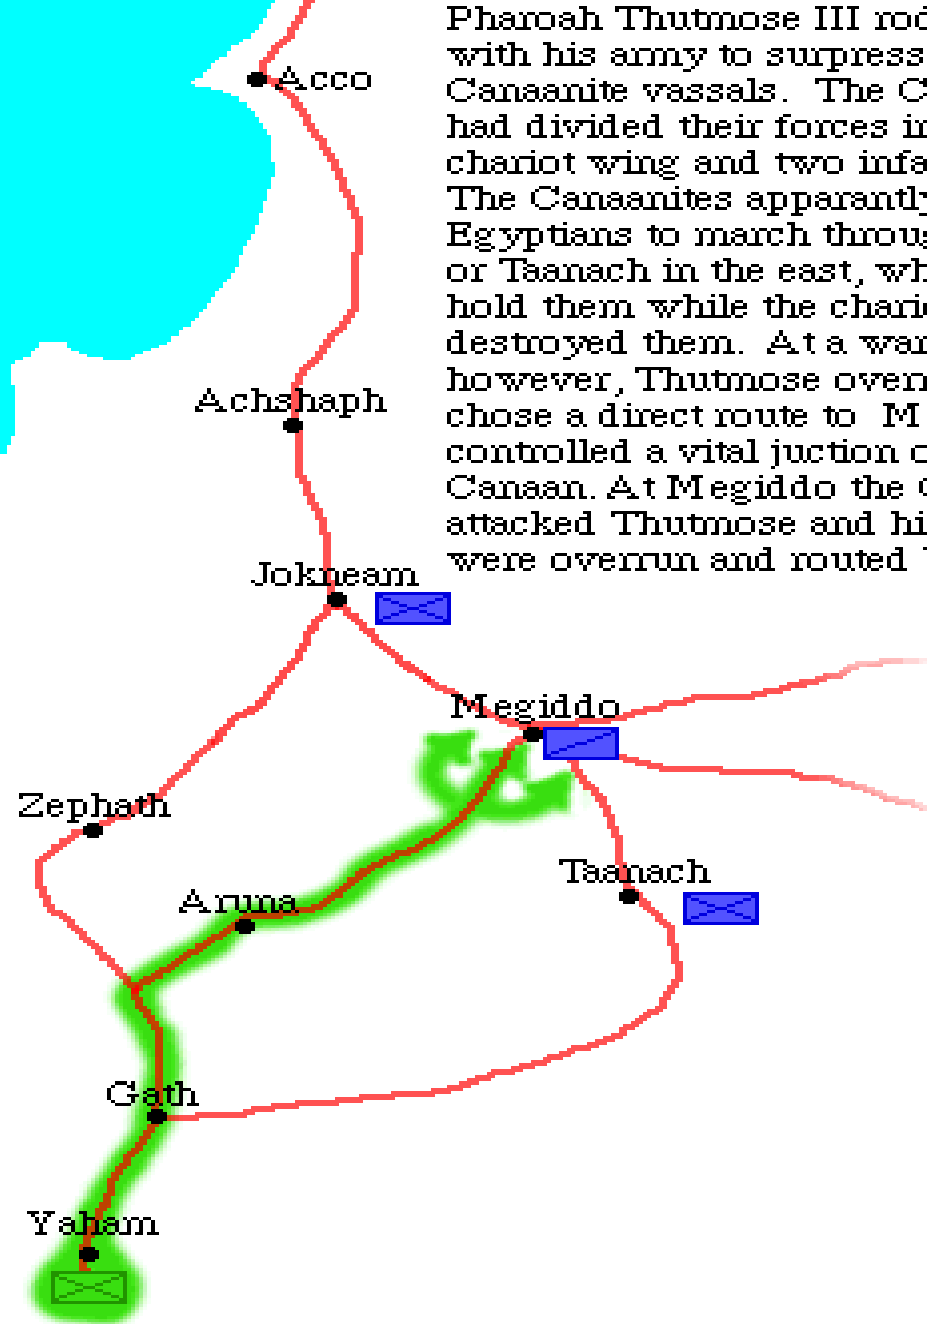 Pharoah Thutmose III rod
with his army to surpress
Canaanite vassals. The C
had divided their forces in
chariot wing and two infa
The Canaanites apparantly
Egyptians to march throug
or Taanach in the east, wh
hold them while the chari
destroyed them. At a war
however, Thutmose over
chose a direct route to M
controlled a vital juction o
Canaan. At Megiddo the C
attacked Thutmose and hi
were overrun and routed
Acco
Achshaph
Jokneam
Megiddo
Zephath
Taanach
Aruna
Gath
Yaham